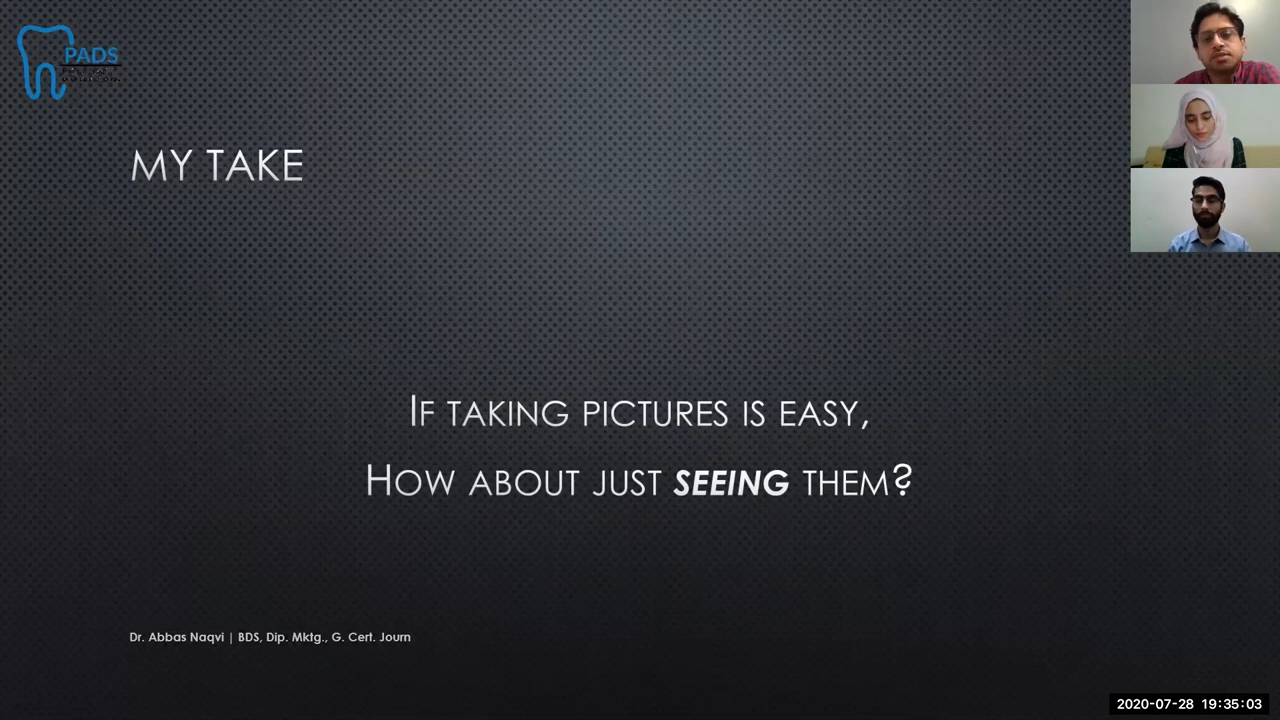 PADS
MY TAKE
IF TAKING PICTURES IS EASY,
HOW ABOUT JUST SEEING THEM?
Dr. Abbas Naqvi | BDS, Dip. Mktg., G. Cert. Journ
2020-07-28 19:35:03